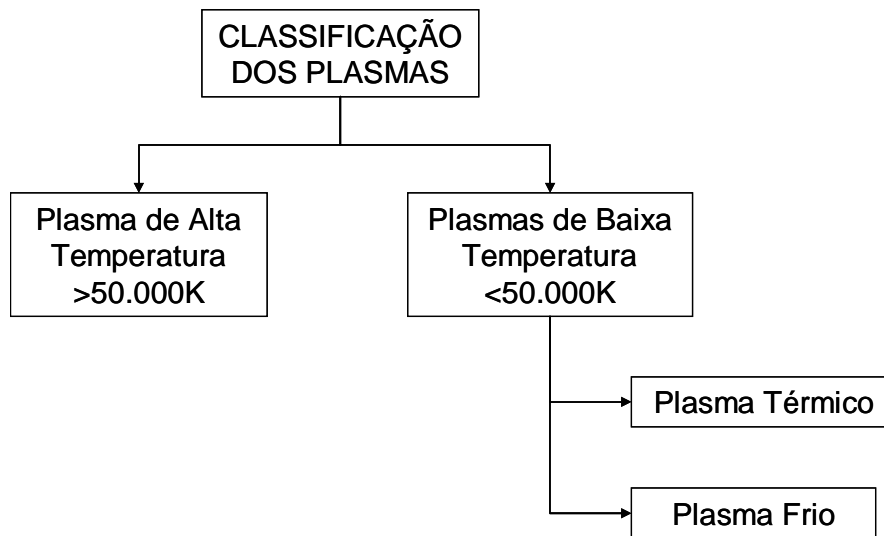 CLASSIFICAÇÃO
DOS PLASMAS
Plasma de Alta
Temperatura
>50.000K
Plasmas de Baixa
Temperatura
<50.000K
Plasma Térmico
Plasma Frio